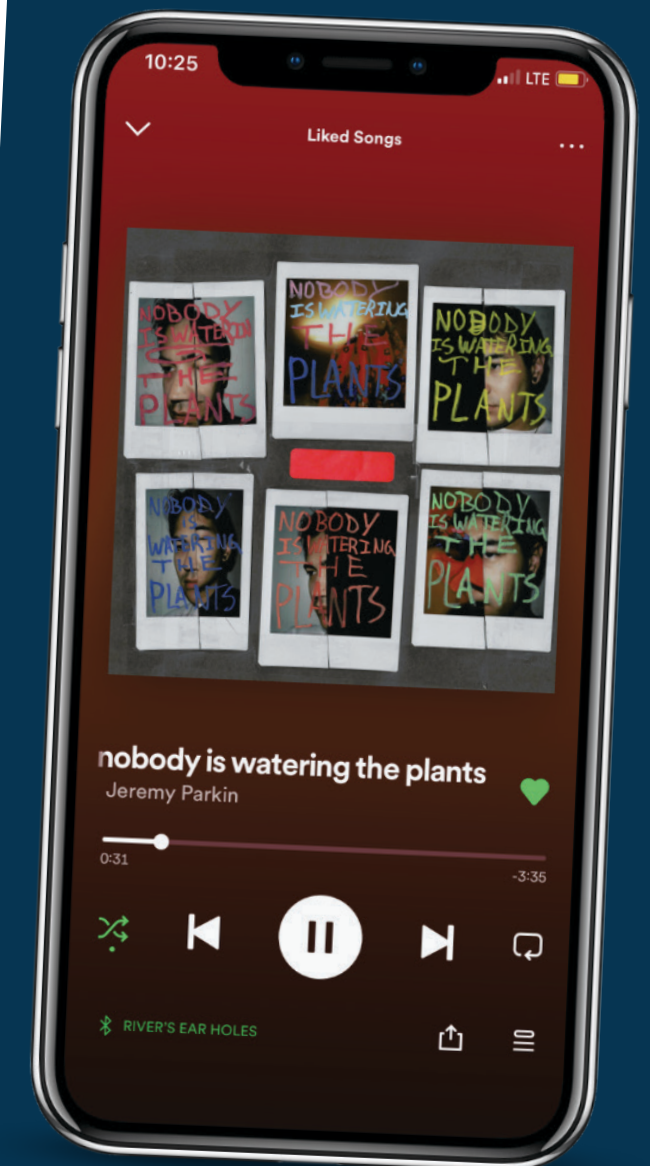 10:25
LTE
Liked Songs
NOBODY
IS WATERIN
THE
PLANTS
NOBODY
IS WATERING
THE
PLANTS
NOBODY
IS WATERING
THE
PLANTS
NOBODY
IS
WATERING
THE
PLANTS
NOBODY
IS WATERING
THE
PLANTS
NOBODY
IS WATERING
THE
PLANTS
nobody is watering the plants
Jeremy Parkin
0:31
-3:35
RIVER'S EAR HOLES